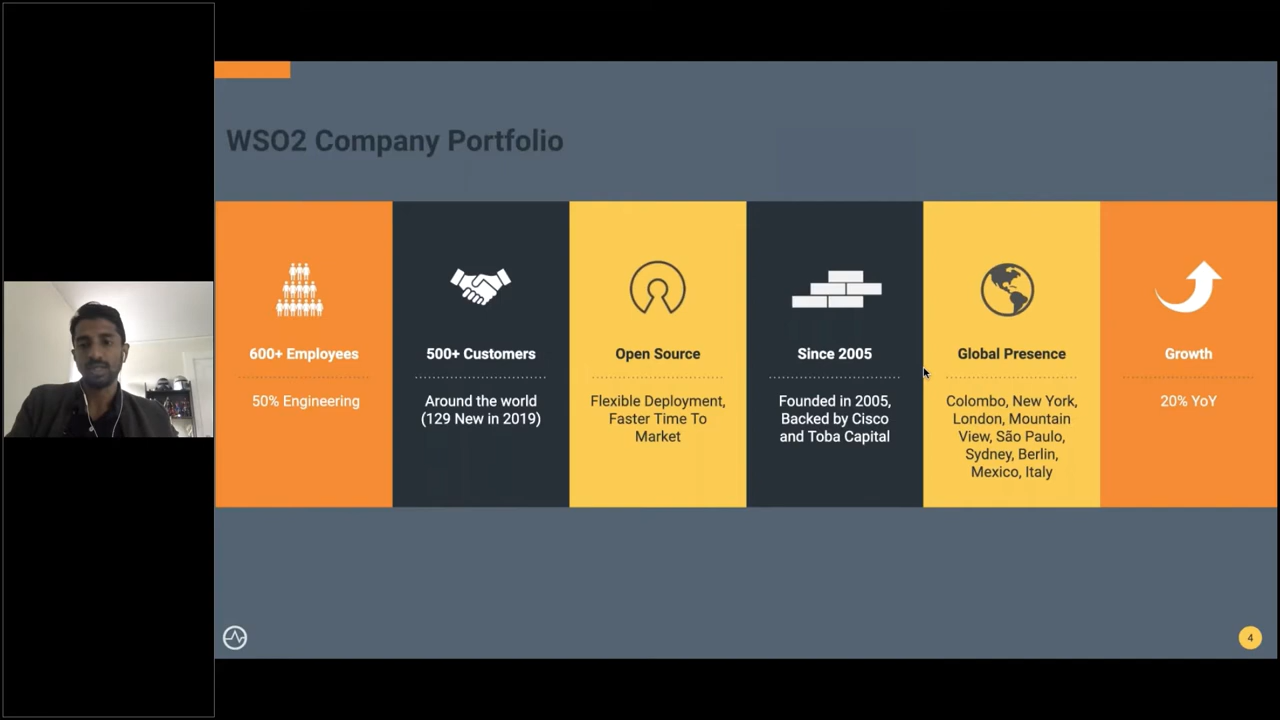 WSO2 Company Portfolio
600+ Employees
50% Engineering
500+ Customers
Around the world
(129 New in 2019)
Open Source
Flexible Deployment,
Faster Time To
Market
Since 2005
Founded in 2005,
Backed by Cisco
and Toba Capital
Global Presence
Colombo, New York,
London, Mountain
View, São Paulo,
Sydney, Berlin,
Mexico, Italy
Growth
20% YoY
4